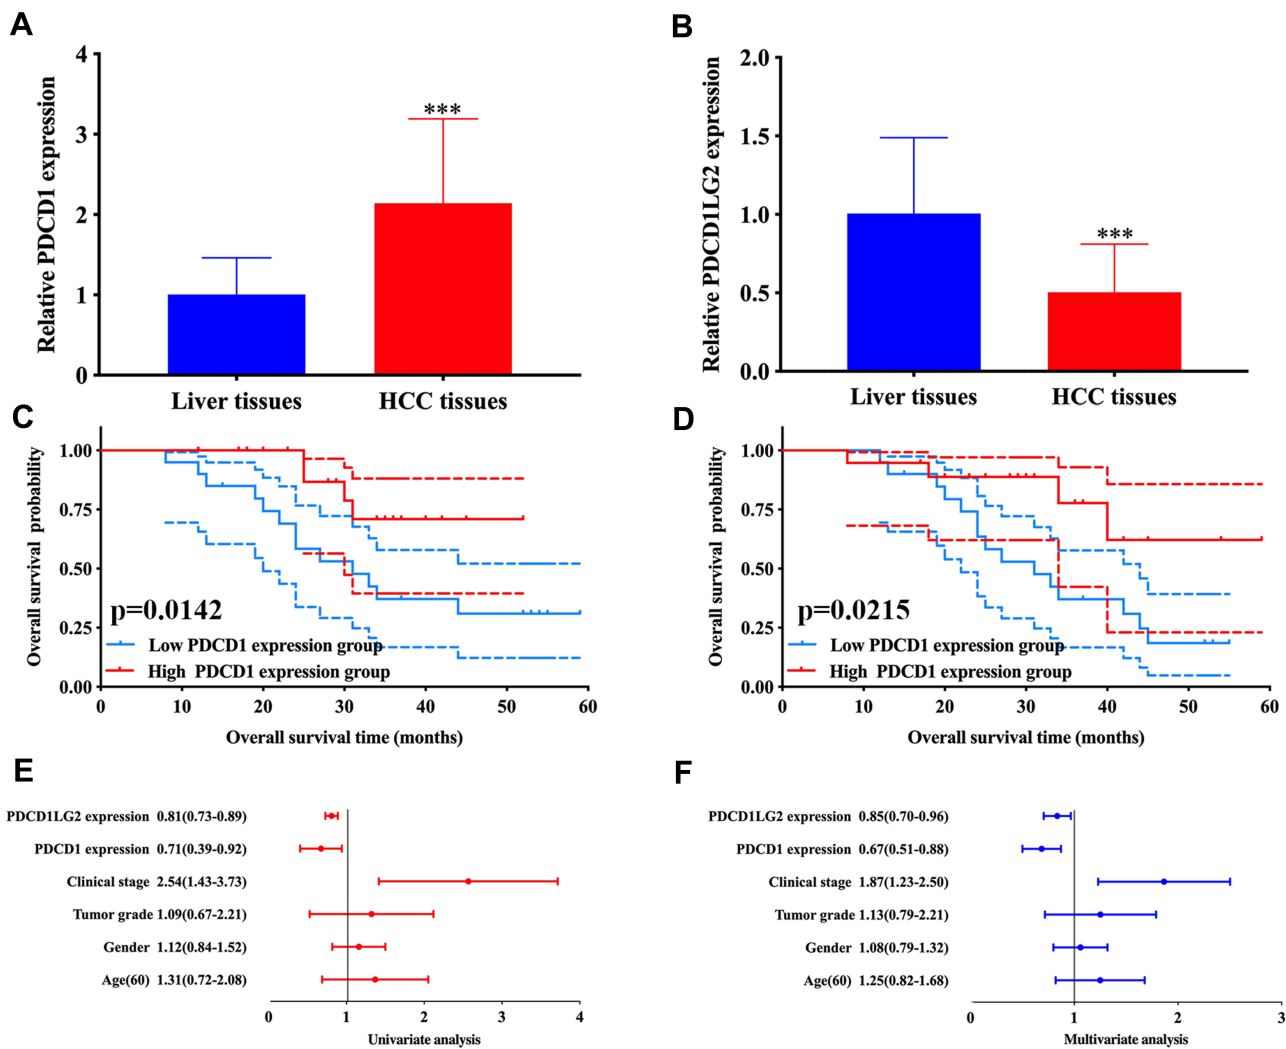 A
Relative PDCD1 expression
4
3
2
1
0
***
Liver tissues
HCC tissues
B
Relative PDCD1LG2 expression
2.0
1.5
1.0
0.5
0.0
***
Liver tissues
HCC tissues
C
Overall survival probability
1.00
0.75
0.50
0.25
0.00
p=0.0142
Low PDCD1 expression group
High PDCD1 expression group
0 10 20 30 40 50 60
Overall survival time (months)
D
Overall survival probability
1.00
0.75
0.50
0.25
0.00
p=0.0215
Low PDCD1 expression group
High PDCD1 expression group
0 10 20 30 40 50 60
Overall survival time (months)
E
PDCD1LG2 expression 0.81(0.73-0.89)
PDCD1 expression 0.71(0.39-0.92)
Clinical stage 2.54(1.43-3.73)
Tumor grade 1.09(0.67-2.21)
Gender 1.12(0.84-1.52)
Age(60) 1.31(0.72-2.08)
0 1 2 3 4
Univariate analysis
F
PDCD1LG2 expression 0.85(0.70-0.96)
PDCD1 expression 0.67(0.51-0.88)
Clinical stage 1.87(1.23-2.50)
Tumor grade 1.13(0.79-2.21)
Gender 1.08(0.79-1.32)
Age(60) 1.25(0.82-1.68)
0 1 2 3
Multivariate analysis